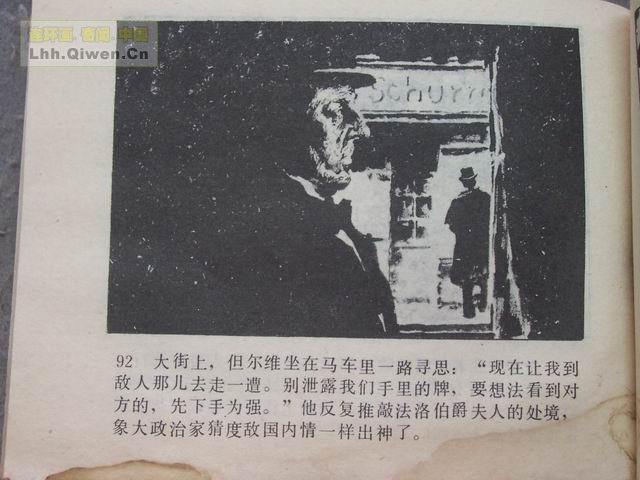 连环画·奇闻·中国
Lhh.Qiwen.Cn
Schurm
92 大街上，但尔维坐在马车里一路寻思：“现在让我到
敌人那儿去走一遭。别泄露我们手里的牌，要想法看到对
方的，先下手为强。”他反复推敲法洛伯爵夫人的处境，
象大政治家猜度敌国内情一样出神了。